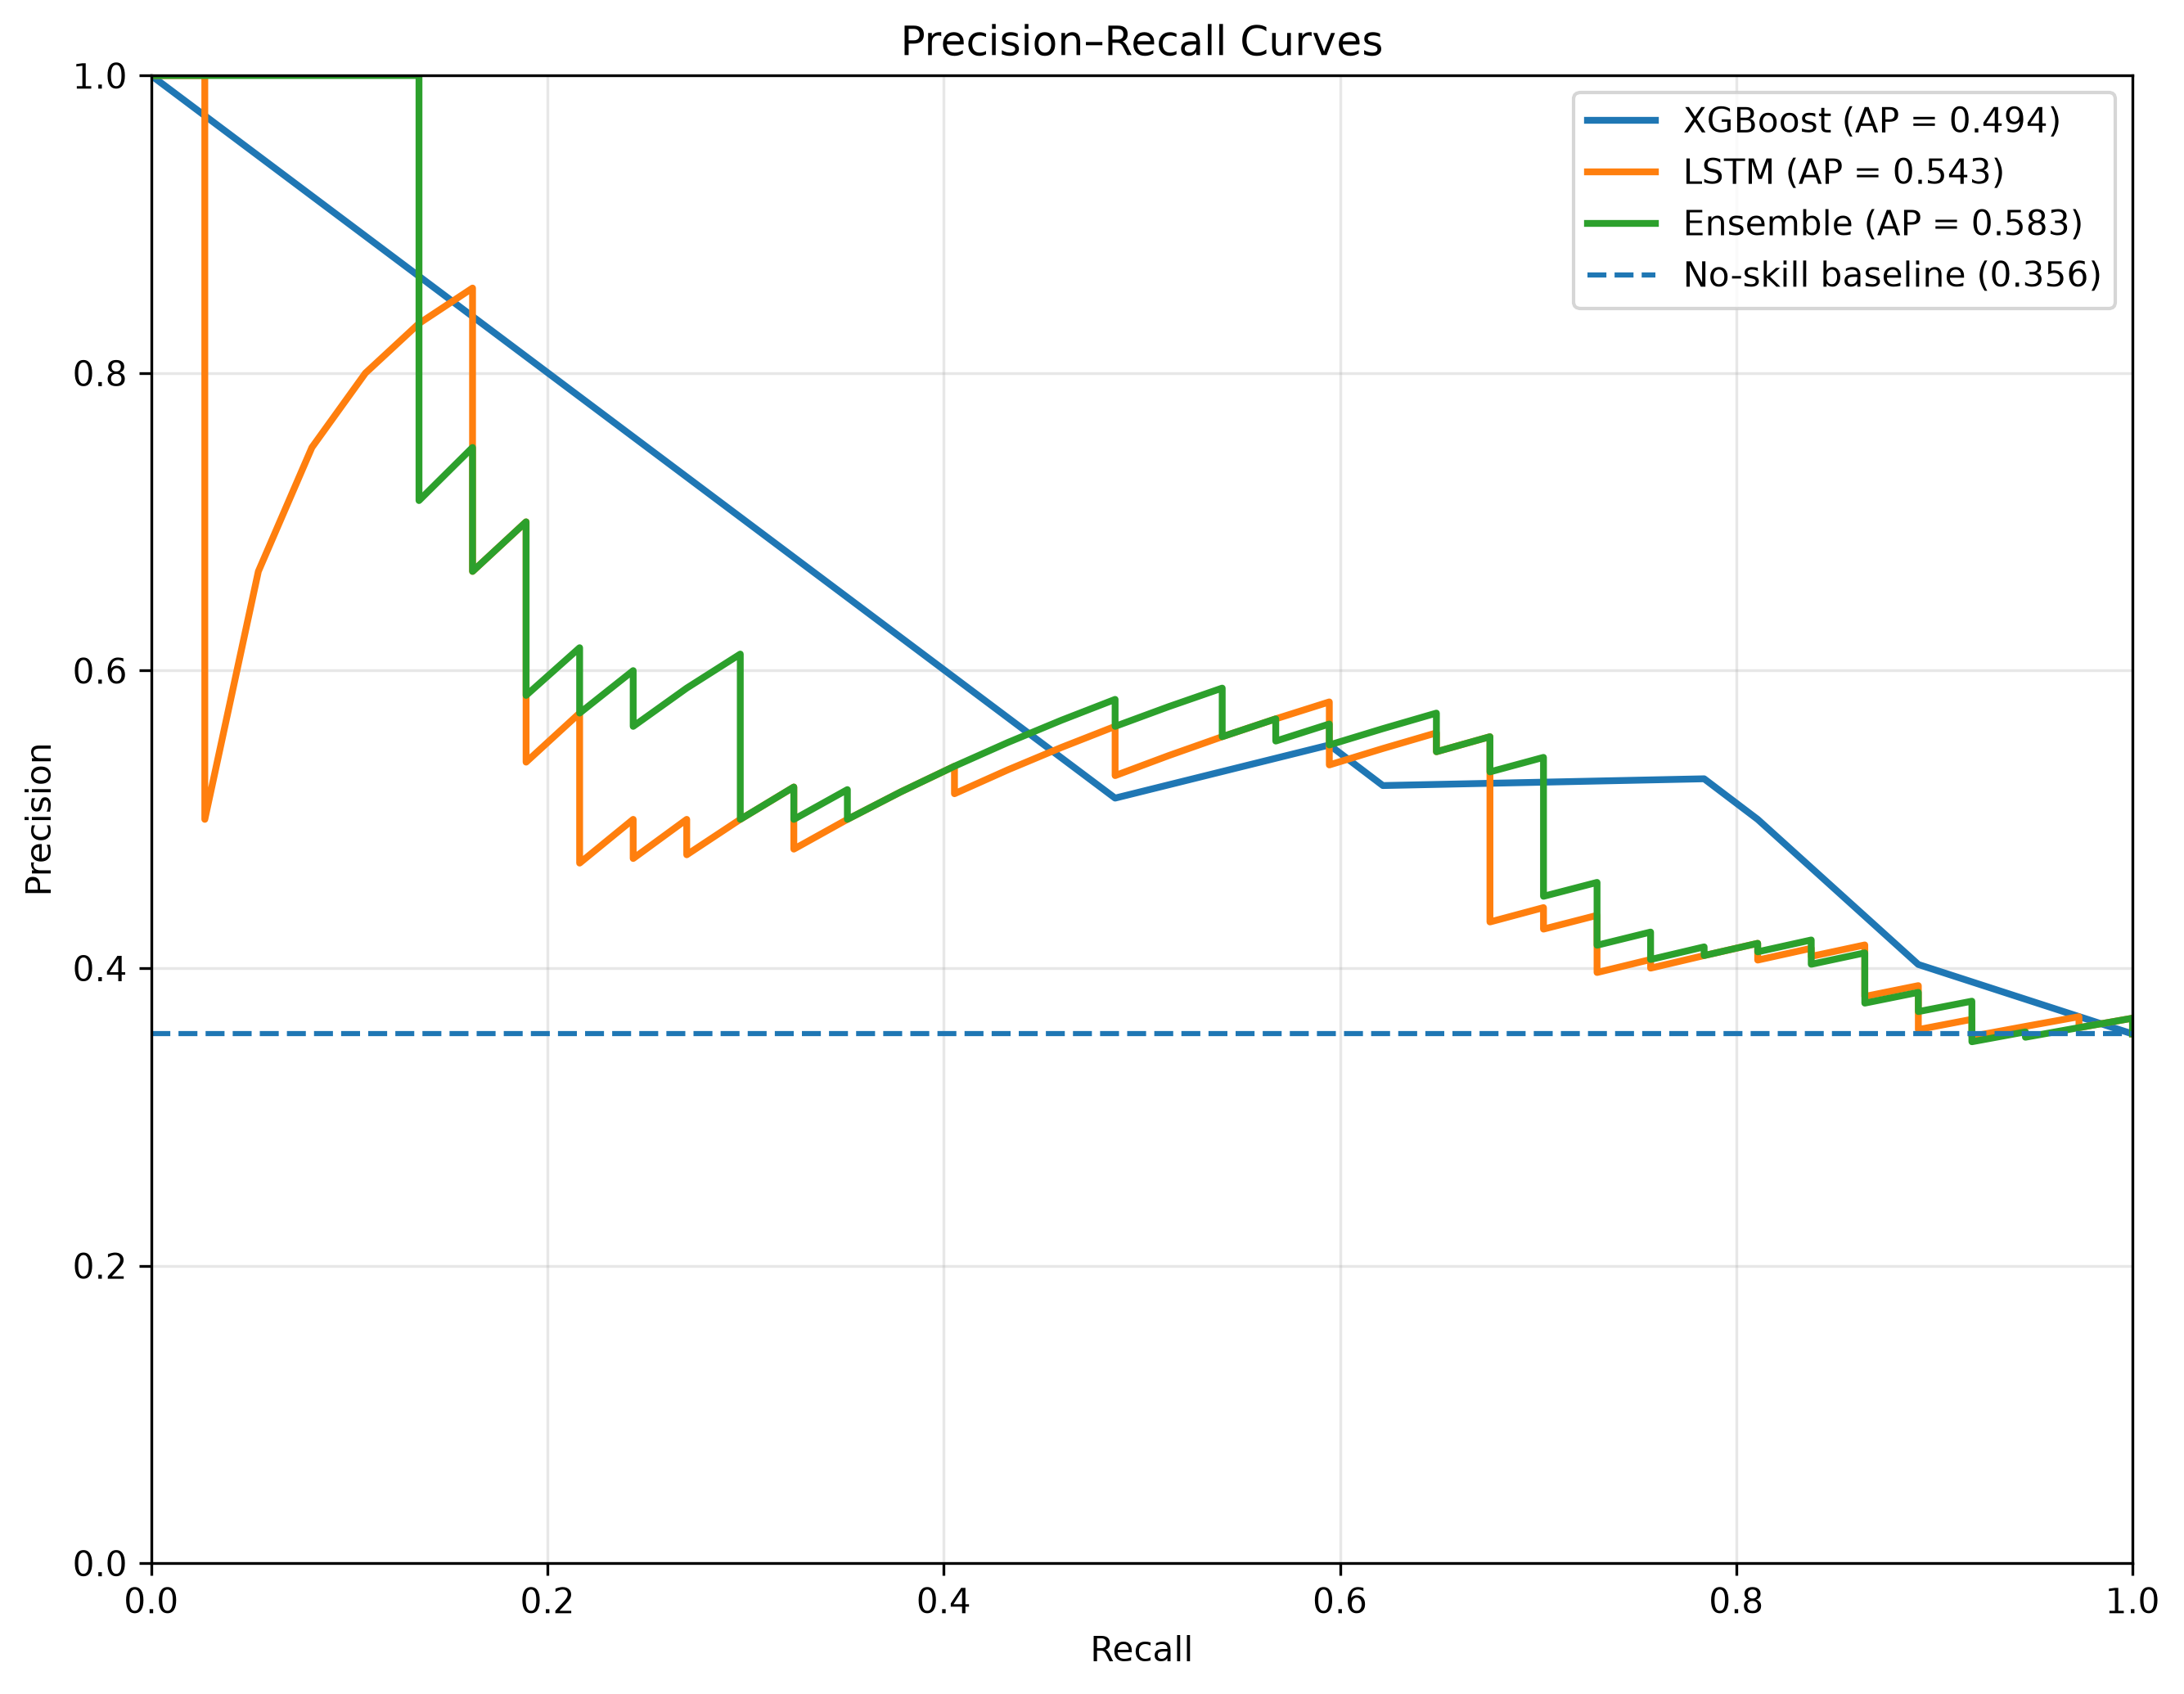 Precision–Recall Curves
XGBoost (AP = 0.494)
LSTM (AP = 0.543)
Ensemble (AP = 0.583)
No-skill baseline (0.356)
1.0
0.8
0.6
0.4
0.2
0.0
Precision
0.0 0.2 0.4 0.6 0.8 1.0
Recall